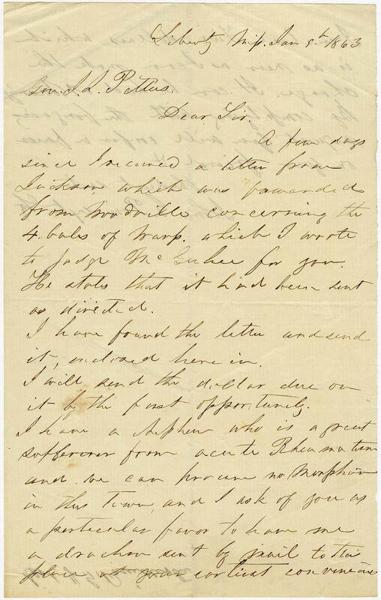 Liberty Mip. Jan 8th 1863
Gov. J. J. Pettus
Dear Sir.
A few days
since I received a letter from
Jackson which was forwarded
from Woodville concerning the
4 bales of Warp. which I wrote
to Judge McGehee for you.
He states that it had been sent
as directed.
I have found the letter and send
it, enclosed here in.
I will send the dollar due on
it by the first opportunity.
I have a Nephew who is a great
sufferer from acute Rheumatism
and we can procure no Morphine
in this Town, and I ask of you as
a particular favor to have me
a drachm sent by mail to this
place at your earliest convenience